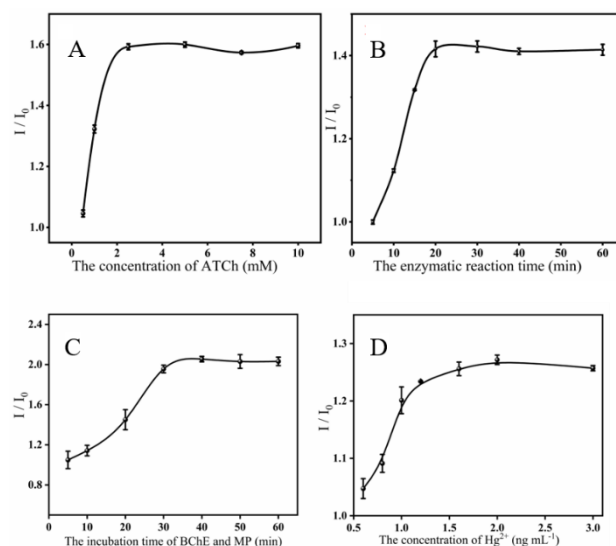 A
I / I₀
1.6
1.4
1.2
1.0
0 2 4 6 8 10
The concentration of ATCh (mM)
B
I / I₀
1.4
1.2
1.0
0 10 20 30 40 50 60
The enzymatic reaction time (min)
C
I / I₀
2.4
2.0
1.6
1.2
0.8
10 20 30 40 50 60
The incubation time of BChE and MP (min)
D
I / I₀
1.3
1.2
1.1
1.0
0.5 1.0 1.5 2.0 2.5 3.0
The concentration of Hg²⁺ (ng mL⁻¹)